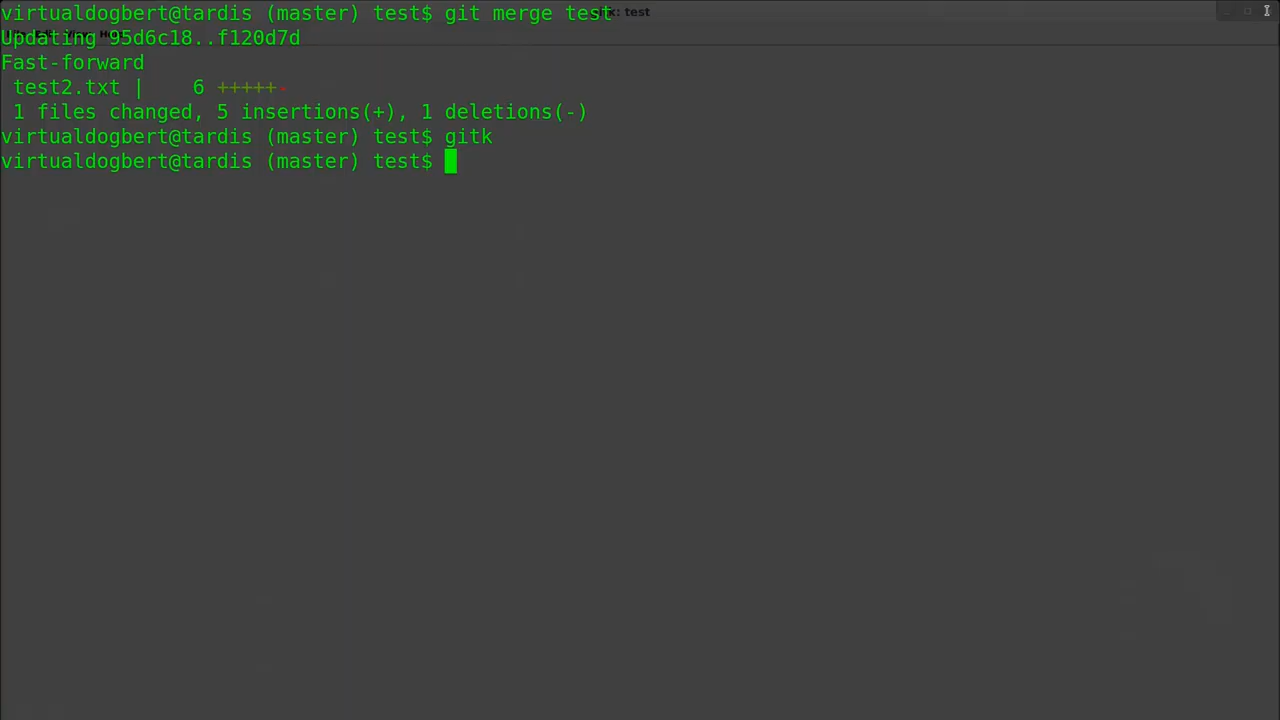 virtualdogbert@tardis (master) test$ git merge test
Updating 95d6c18..f120d7d
Fast-forward
 test2.txt |    6 +++++-
 1 files changed, 5 insertions(+), 1 deletions(-)
virtualdogbert@tardis (master) test$ gitk
virtualdogbert@tardis (master) test$